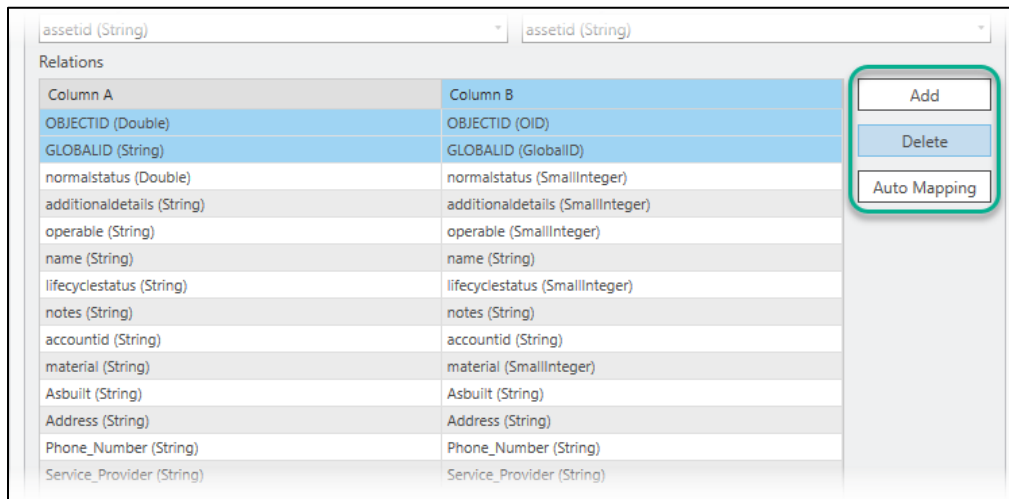 assetid (String) assetid (String)
Relations
Column A Column B
Add
OBJECTID (Double) OBJECTID (OID)
Delete
GLOBALID (String) GLOBALID (GlobalID)
normalstatus (Double) normalstatus (SmallInteger)
Auto Mapping
additionaldetails (String) additionaldetails (SmallInteger)
operable (String) operable (SmallInteger)
name (String) name (String)
lifecyclestatus (String) lifecyclestatus (SmallInteger)
notes (String) notes (String)
accountid (String) accountid (String)
material (String) material (SmallInteger)
Asbuilt (String) Asbuilt (String)
Address (String) Address (String)
Phone_Number (String) Phone_Number (String)
Service_Provider (String) Service_Provider (String)